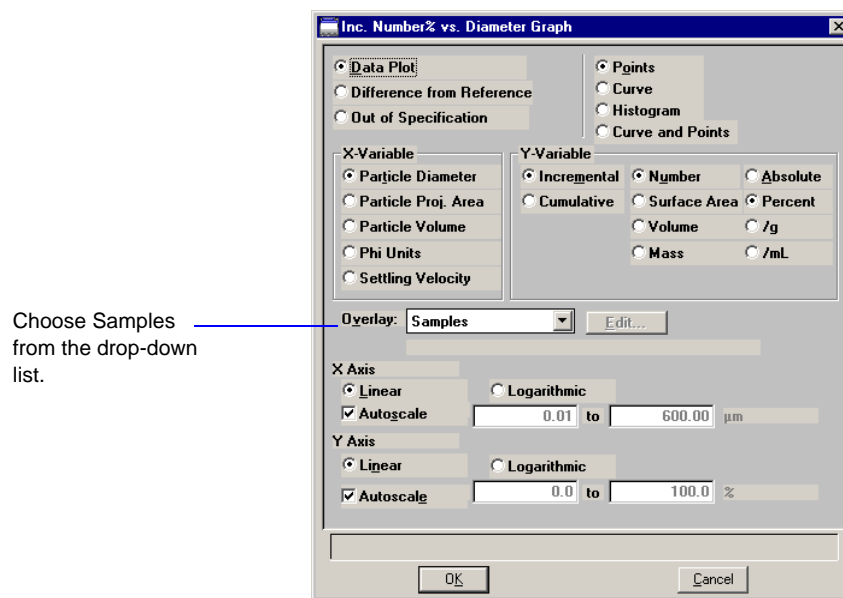 Inc. Number% vs. Diameter Graph
Data Plot
Difference from Reference
Out of Specification
Points
Curve
Histogram
Curve and Points
X-Variable
Particle Diameter
Particle Proj. Area
Particle Volume
Phi Units
Settling Velocity
Y-Variable
Incremental Number Absolute
Cumulative Surface Area Percent
Volume /g
Mass /mL
Choose Samples
from the drop-down
list.
Overlay: Samples Edit...
X Axis
Linear Logarithmic
Autoscale 0.01 to 600.00 µm
Y Axis
Linear Logarithmic
Autoscale 0.0 to 100.0 %
OK Cancel